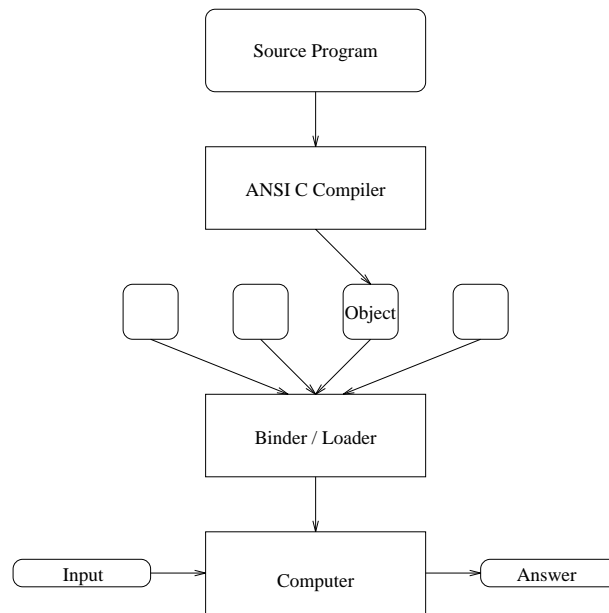 Source Program
ANSI C Compiler
Object
Binder / Loader
Input
Computer
Answer